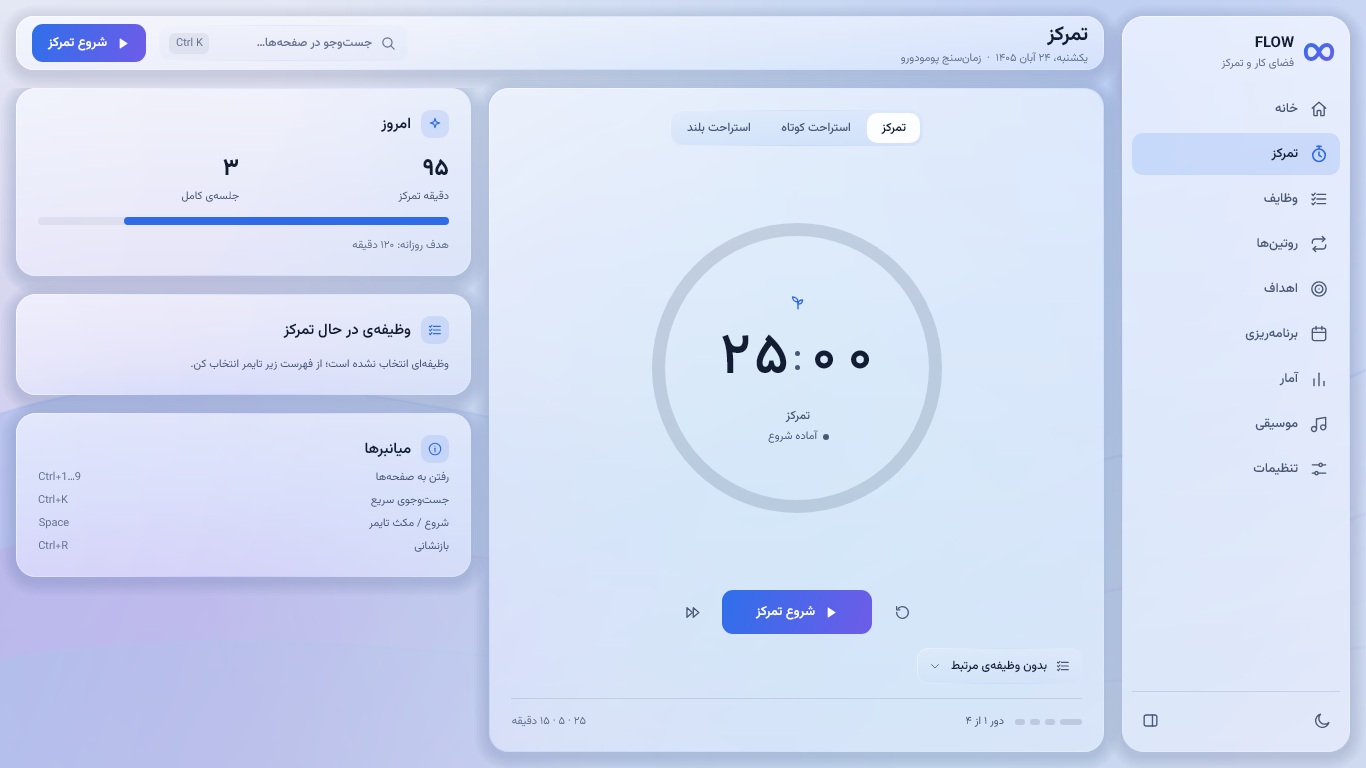 FLOW
فضای کار و تمرکز
خانه
تمرکز
وظایف
روتین‌ها
اهداف
برنامه‌ریزی
آمار
موسیقی
تنظیمات
تمرکز
یکشنبه، ۲۴ آبان ۱۴۰۵ · زمان‌سنج پومودورو
جست‌وجو در صفحه‌ها…
Ctrl K
شروع تمرکز
تمرکز
استراحت کوتاه
استراحت بلند
۲۵:۰۰
تمرکز
آماده شروع
شروع تمرکز
بدون وظیفه‌ی مرتبط
دور ۱ از ۴
۲۵ · ۵ · ۱۵ دقیقه
امروز
۹۵
دقیقه تمرکز
۳
جلسه‌ی کامل
هدف روزانه: ۱۲۰ دقیقه
وظیفه‌ی در حال تمرکز
وظیفه‌ای انتخاب نشده است؛ از فهرست زیر تایمر انتخاب کن.
میانبرها
رفتن به صفحه‌ها
Ctrl+1…9
جست‌وجوی سریع
Ctrl+K
شروع / مکث تایمر
Space
بازنشانی
Ctrl+R